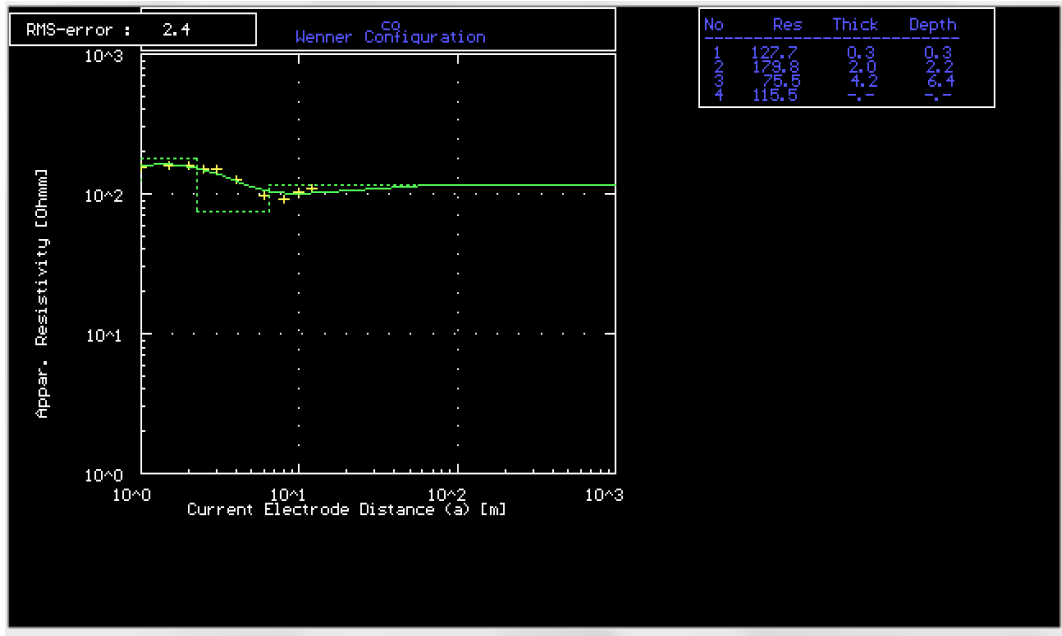 RMS-error : 2.4
CO
Wenner Configuration
No Res Thick Depth
1 127.7 0.3 0.3
2 179.8 2.0 2.2
3 75.5 4.2 6.4
4 115.5 -.- -.-
10^3
10^2
10^1
10^0
Appar. Resistivity [Ohmm]
10^0 10^1 10^2 10^3
Current Electrode Distance (a) [m]